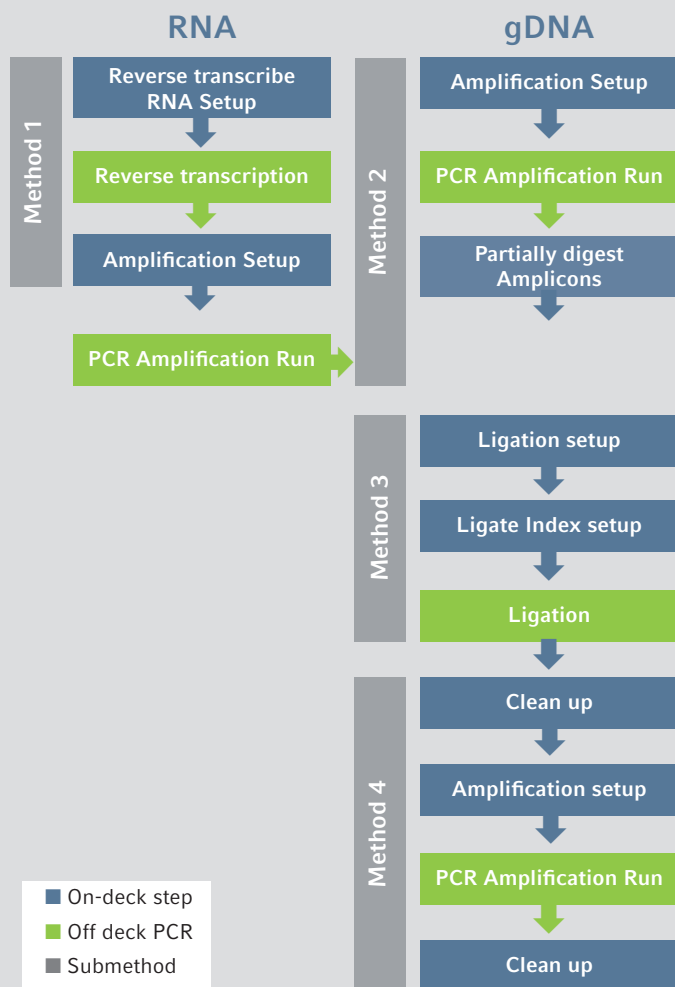 RNA
gDNA
Method 1
Reverse transcribe
RNA Setup
Reverse transcription
Amplification Setup
PCR Amplification Run
Method 2
Amplification Setup
PCR Amplification Run
Partially digest
Amplicons
Method 3
Ligation setup
Ligate Index setup
Ligation
Method 4
Clean up
Amplification setup
PCR Amplification Run
Clean up
On-deck step
Off deck PCR
Submethod